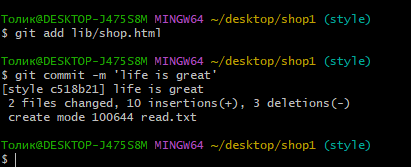 Толик@DESKTOP-J475S8M MINGW64 ~/desktop/shop1 (style)
$ git add lib/shop.html
Толик@DESKTOP-J475S8M MINGW64 ~/desktop/shop1 (style)
$ git commit -m 'life is great'
[style c518b21] life is great
2 files changed, 10 insertions(+), 3 deletions(-)
create mode 100644 read.txt
Толик@DESKTOP-J475S8M MINGW64 ~/desktop/shop1 (style)
$